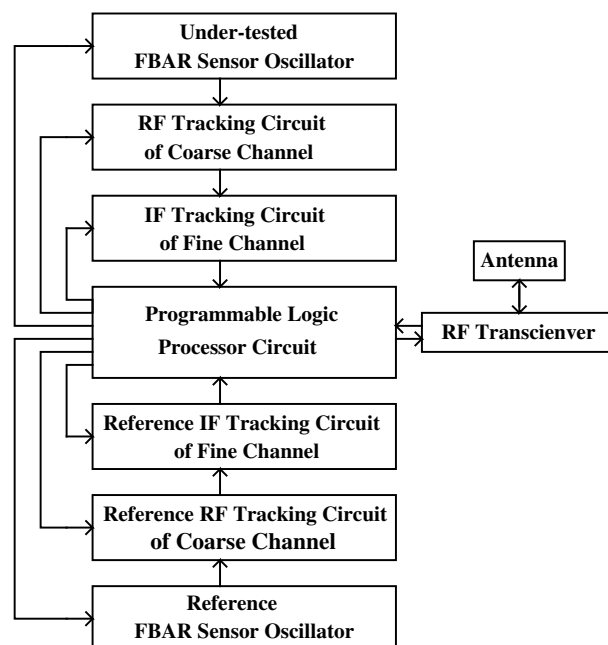 Under-tested
FBAR Sensor Oscillator
RF Tracking Circuit
of Coarse Channel
IF Tracking Circuit
of Fine Channel
Antenna
Programmable Logic
Processor Circuit
RF Transcienver
Reference IF Tracking Circuit
of Fine Channel
Reference RF Tracking Circuit
of Coarse Channel
Reference
FBAR Sensor Oscillator